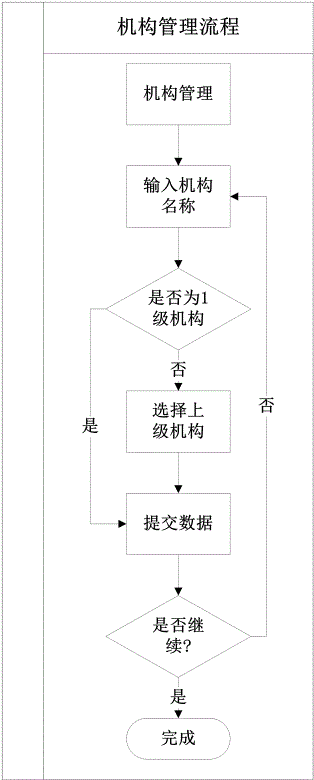 机构管理流程
机构管理
输入机构
名称
是否为1
级机构
否
选择上
级机构
是
否
提交数据
是否继
续?
是
完成